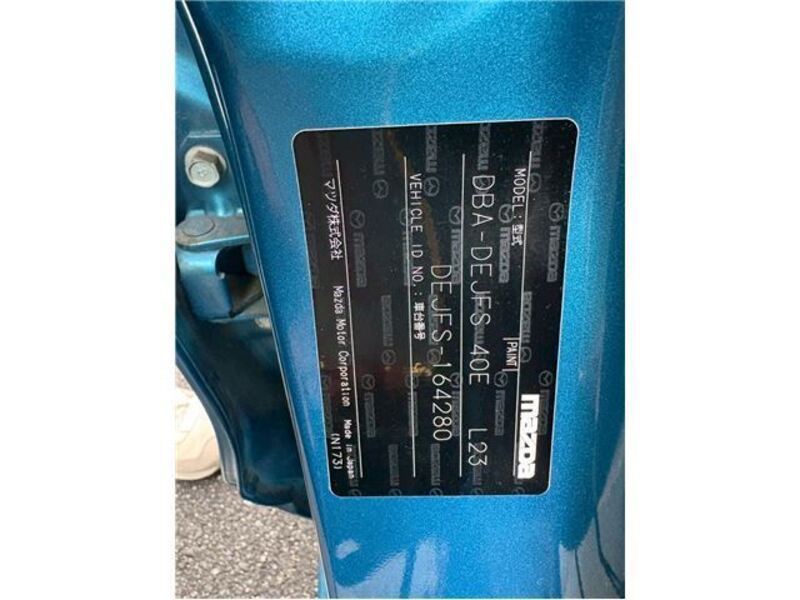 mazda
MODEL:型式 PAINT
DBA-DEJFS 40E L23
VEHICLE ID NO.:車台番号
DEJFS-164280
マツダ株式会社 Mazda Motor Corporation Made in Japan
(N173)